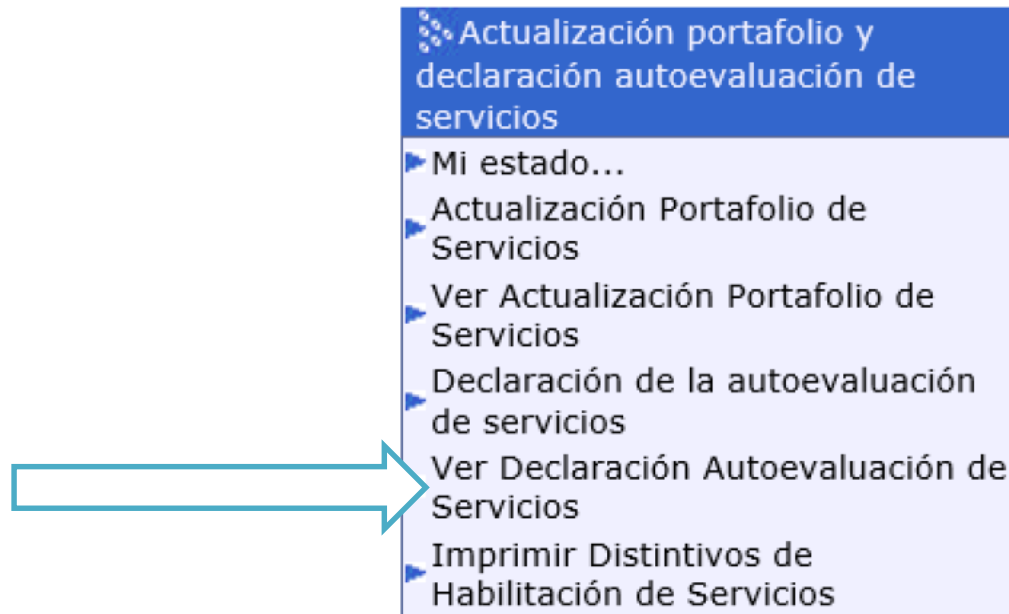 Actualización portafolio y
declaración autoevaluación de
servicios
Mi estado...
Actualización Portafolio de
Servicios
Ver Actualización Portafolio de
Servicios
Declaración de la autoevaluación
de servicios
Ver Declaración Autoevaluación de
Servicios
Imprimir Distintivos de
Habilitación de Servicios